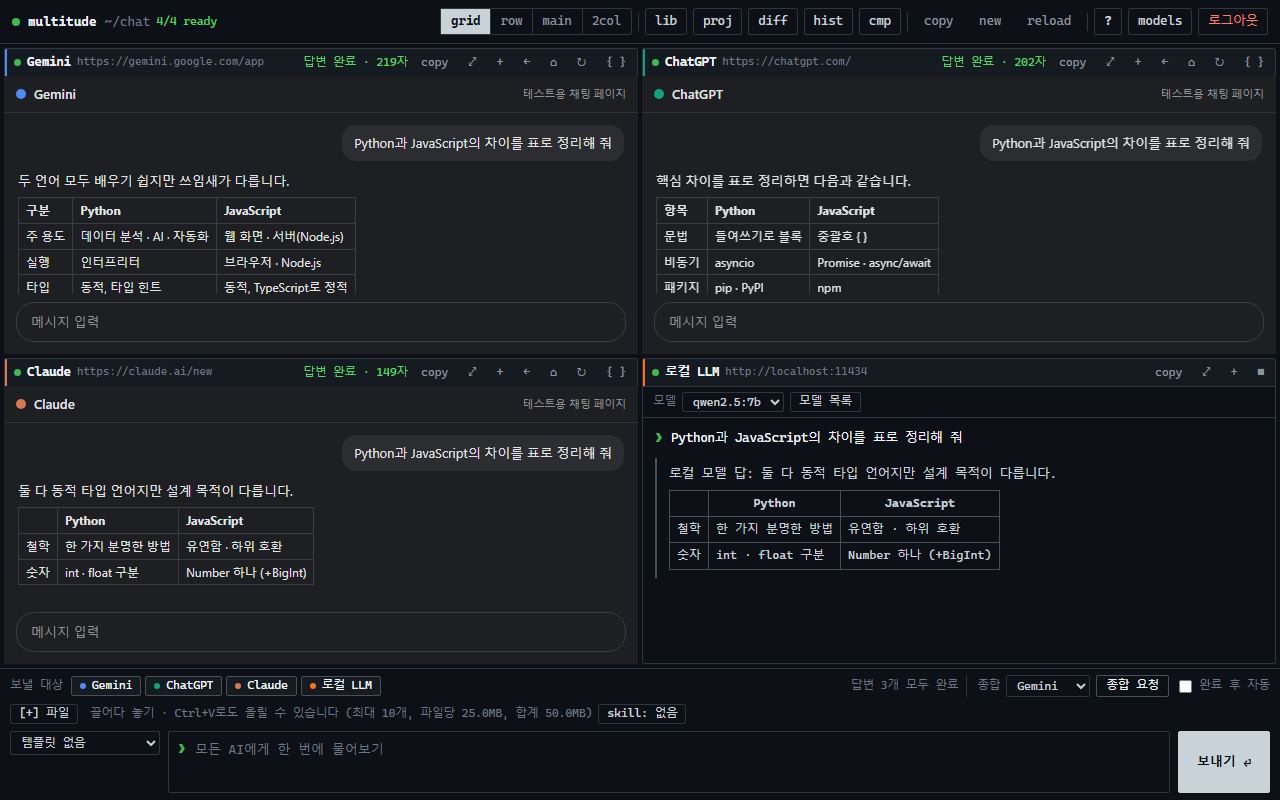 multitude ~/chat 4/4 ready grid row main 2col lib proj diff hist cmp copy new reload ? models 로그아웃
Gemini https://gemini.google.com/app 답변 완료 · 219자 copy ⤢ + ← ⌂ ↻ { }
Gemini 테스트용 채팅 페이지
Python과 JavaScript의 차이를 표로 정리해 줘
두 언어 모두 배우기 쉽지만 쓰임새가 다릅니다.
구분 Python JavaScript
주 용도 데이터 분석 · AI · 자동화 웹 화면 · 서버(Node.js)
실행 인터프리터 브라우저 · Node.js
타입 동적, 타입 힌트 동적, TypeScript로 정적
메시지 입력
ChatGPT https://chatgpt.com/ 답변 완료 · 202자 copy ⤢ + ← ⌂ ↻ { }
ChatGPT 테스트용 채팅 페이지
Python과 JavaScript의 차이를 표로 정리해 줘
핵심 차이를 표로 정리하면 다음과 같습니다.
항목 Python JavaScript
문법 들여쓰기로 블록 중괄호 { }
비동기 asyncio Promise · async/await
패키지 pip · PyPI npm
메시지 입력
Claude https://claude.ai/new 답변 완료 · 149자 copy ⤢ + ← ⌂ ↻ { }
Claude 테스트용 채팅 페이지
Python과 JavaScript의 차이를 표로 정리해 줘
둘 다 동적 타입 언어지만 설계 목적이 다릅니다.
Python JavaScript
철학 한 가지 분명한 방법 유연함 · 하위 호환
숫자 int · float 구분 Number 하나 (+BigInt)
메시지 입력
로컬 LLM http://localhost:11434 copy ⤢ + ■
모델 qwen2.5:7b 모델 목록
❯ Python과 JavaScript의 차이를 표로 정리해 줘
로컬 모델 답: 둘 다 동적 타입 언어지만 설계 목적이 다릅니다.
Python JavaScript
철학 한 가지 분명한 방법 유연함 · 하위 호환
숫자 int · float 구분 Number 하나 (+BigInt)
보낼 대상 Gemini ChatGPT Claude 로컬 LLM 답변 3개 모두 완료 종합 Gemini 종합 요청 완료 후 자동
[+] 파일 끌어다 놓기 · Ctrl+V로도 올릴 수 있습니다 (최대 10개, 파일당 25.0MB, 합계 50.0MB) skill: 없음
템플릿 없음 ❯ 모든 AI에게 한 번에 물어보기 보내기 ↵